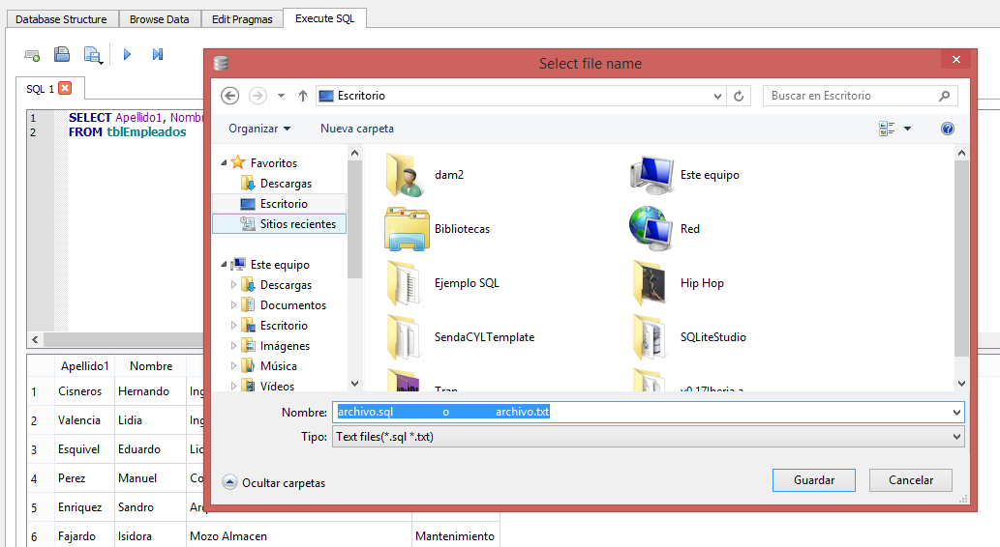 Database Structure Browse Data Edit Pragmas Execute SQL
Select file name
SQL 1
Escritorio
Buscar en Escritorio
1 SELECT Apellido1, Nombr
2 FROM tblEmpleados
Organizar Nueva carpeta
Favoritos
Descargas
Escritorio
Sitios recientes
Este equipo
Descargas
Documentos
Escritorio
Imágenes
Música
Vídeos
dam2 Este equipo
Bibliotecas Red
Ejemplo SQL Hip Hop
SendaCYLTemplate SQLiteStudio
Nombre: archivo.sql o archivo.txt
Tipo: Text files(*.sql *.txt)
Ocultar carpetas Guardar Cancelar
Apellido1 Nombre
1 Cisneros Hernando Ing
2 Valencia Lidia Ing
3 Esquivel Eduardo Lic
4 Perez Manuel Co
5 Enriquez Sandro Arq
6 Fajardo Isidora Mozo Almacen Mantenimiento